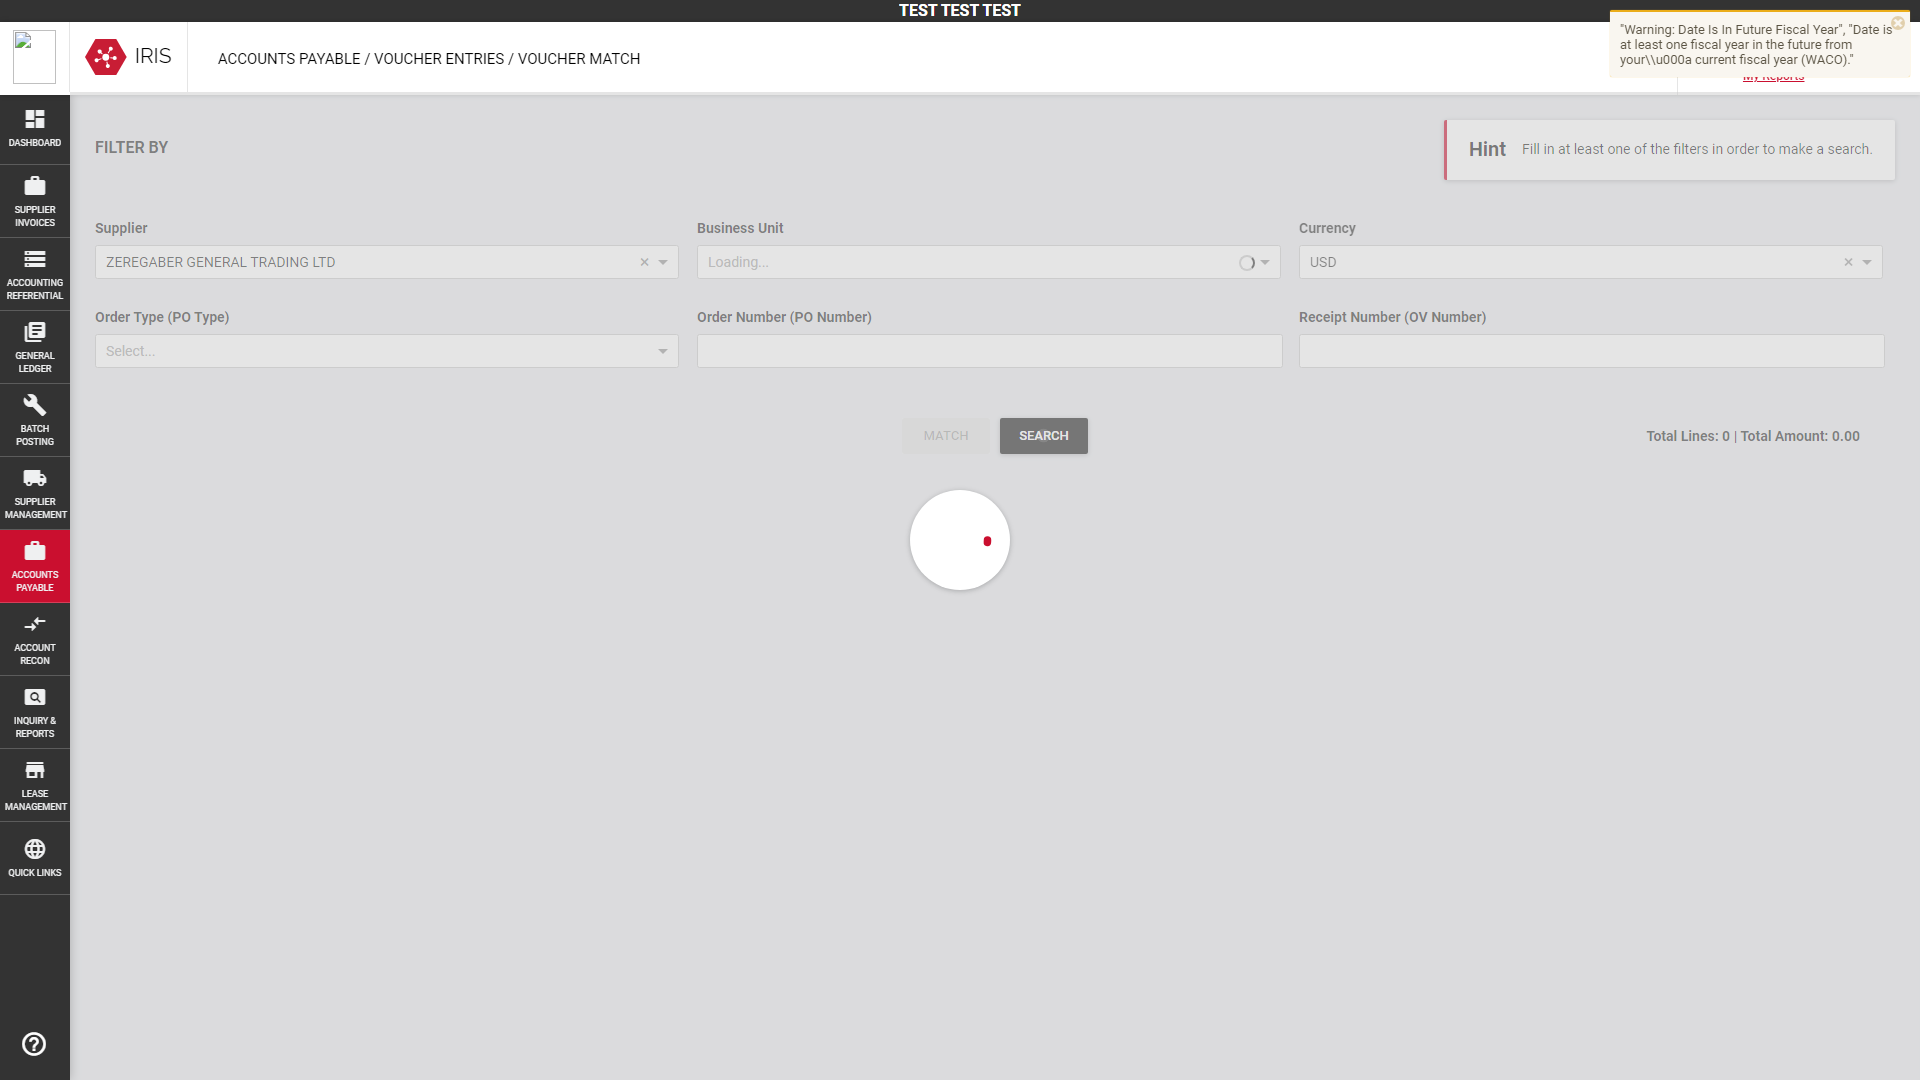 TEST TEST TEST
IRIS
ACCOUNTS PAYABLE / VOUCHER ENTRIES / VOUCHER MATCH
"Warning: Date Is In Future Fiscal Year", "Date is
at least one fiscal year in the future from
your\\u000a current fiscal year (WACO)."
My Reports
DASHBOARD
SUPPLIER
INVOICES
ACCOUNTING
REFERENTIAL
GENERAL
LEDGER
BATCH
POSTING
SUPPLIER
MANAGEMENT
ACCOUNTS
PAYABLE
ACCOUNT
RECON
INQUIRY &
REPORTS
LEASE
MANAGEMENT
QUICK LINKS
FILTER BY
Hint Fill in at least one of the filters in order to make a search.
Supplier
ZEREGABER GENERAL TRADING LTD
Business Unit
Loading...
Currency
USD
Order Type (PO Type)
Select...
Order Number (PO Number)
Receipt Number (OV Number)
MATCH
SEARCH
Total Lines: 0 | Total Amount: 0.00